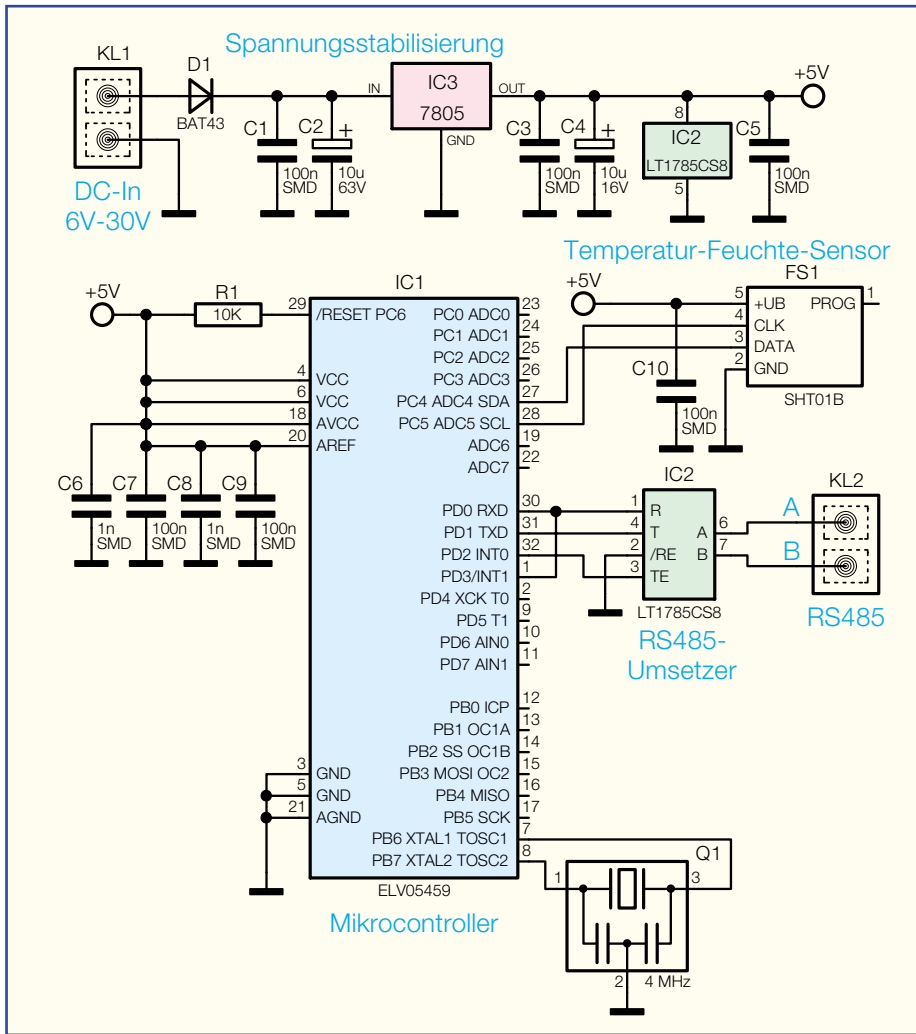 Spannungsstabilisierung
KL1
D1
BAT43
C1
100n
SMD
C2
+
10u
63V
IN
IC3
7805
OUT
GND
C3
100n
SMD
C4
+
10u
16V
8
IC2
LT1785CS8
5
C5
100n
SMD
+5V
DC-In
6V-30V
Temperatur-Feuchte-Sensor
FS1
+5V
5
+UB
PROG
1
4
CLK
3
DATA
2
GND
SHT01B
C10
100n
SMD
IC1
+5V
R1
10K
29
/RESET PC6
4
VCC
6
VCC
18
AVCC
20
AREF
C6
1n
SMD
C7
100n
SMD
C8
1n
SMD
C9
100n
SMD
3
GND
5
GND
21
AGND
PC0 ADC0
23
PC1 ADC1
24
PC2 ADC2
25
PC3 ADC3
26
PC4 ADC4 SDA
27
PC5 ADC5 SCL
28
ADC6
19
ADC7
22
PD0 RXD
30
PD1 TXD
31
PD2 INT0
32
PD3/INT1
1
PD4 XCK T0
2
PD5 T1
9
PD6 AIN0
10
PD7 AIN1
11
PB0 ICP
12
PB1 OC1A
13
PB2 SS OC1B
14
PB3 MOSI OC2
15
PB4 MISO
16
PB5 SCK
17
PB6 XTAL1 TOSC1
7
PB7 XTAL2 TOSC2
8
ELV05459
Mikrocontroller
IC2
1
R
4
T
2
/RE
3
TE
A
6
B
7
LT1785CS8
RS485-
Umsetzer
KL2
A
B
RS485
Q1
1
3
2
4 MHz